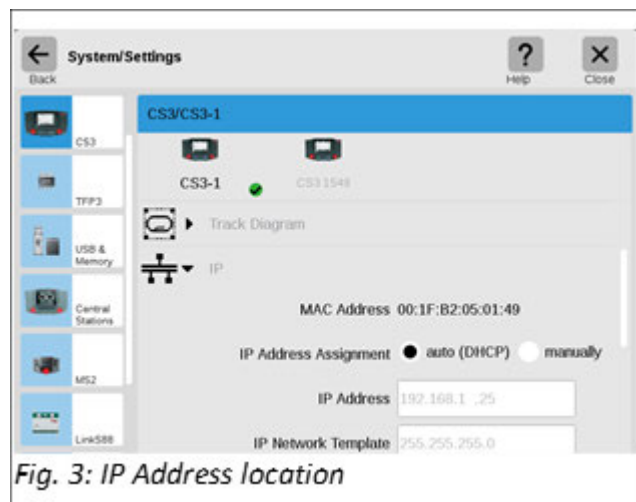 System/Settings
Back
Help
Close
CS3/CS3-1
CS3
CS3-1
CS3 1549
TFP3
Track Diagram
USB &
Memory
IP
Central
Stations
MAC Address 00:1F:B2:05:01:49
IP Address Assignment auto (DHCP) manually
MS2
IP Address 192.168.1 .25
LinkS88
IP Network Template 255.255.255.0
Fig. 3: IP Address location